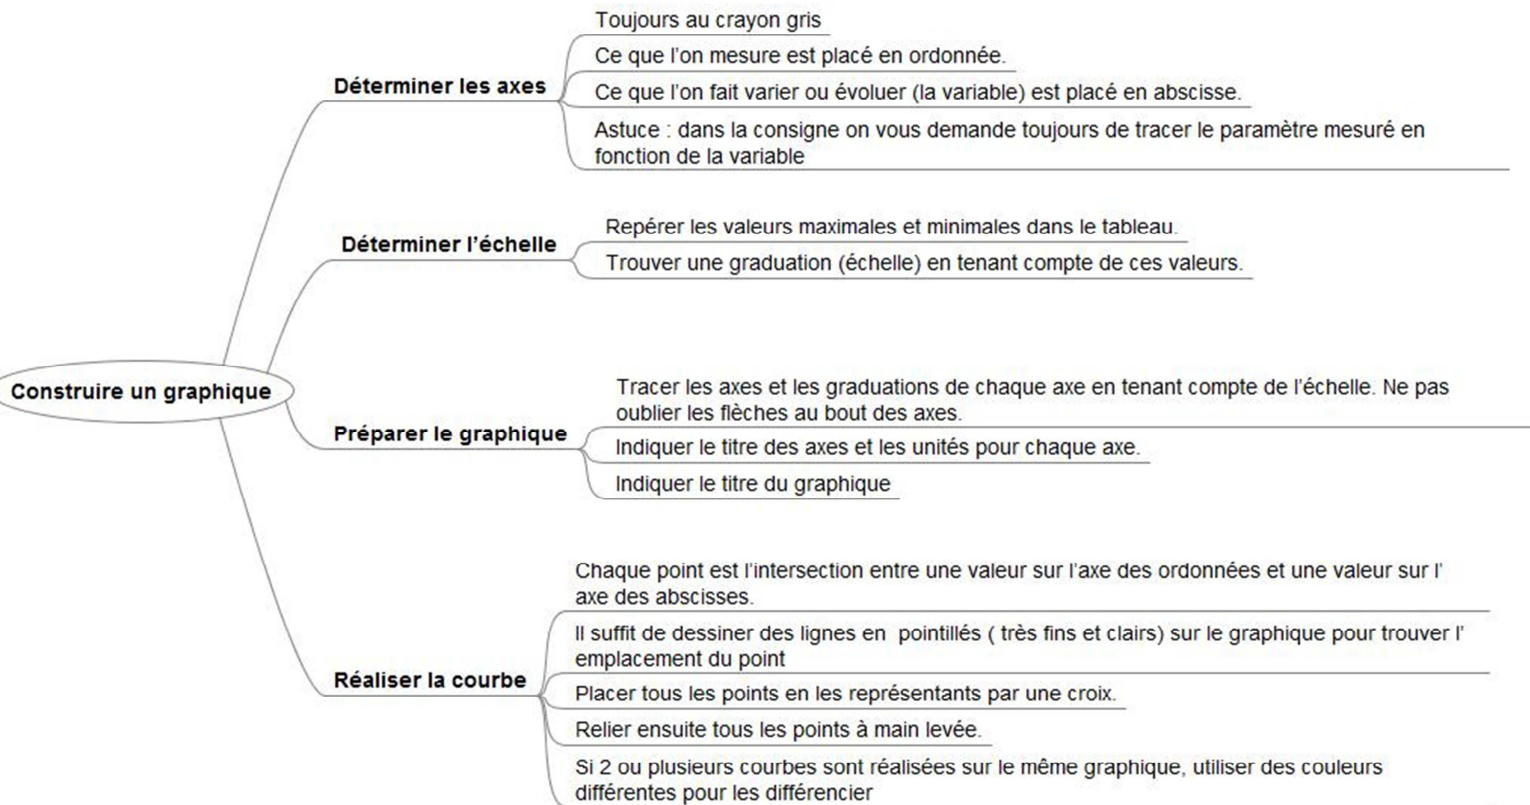 Construire un graphique
Déterminer les axes
Toujours au crayon gris
Ce que l'on mesure est placé en ordonnée.
Ce que l'on fait varier ou évoluer (la variable) est placé en abscisse.
Astuce : dans la consigne on vous demande toujours de tracer le paramètre mesuré en
fonction de la variable
Déterminer l'échelle
Repérer les valeurs maximales et minimales dans le tableau.
Trouver une graduation (échelle) en tenant compte de ces valeurs.
Préparer le graphique
Tracer les axes et les graduations de chaque axe en tenant compte de l'échelle. Ne pas
oublier les flèches au bout des axes.
Indiquer le titre des axes et les unités pour chaque axe.
Indiquer le titre du graphique
Réaliser la courbe
Chaque point est l'intersection entre une valeur sur l'axe des ordonnées et une valeur sur l'
axe des abscisses.
Il suffit de dessiner des lignes en pointillés ( très fins et clairs) sur le graphique pour trouver l'
emplacement du point
Placer tous les points en les représentants par une croix.
Relier ensuite tous les points à main levée.
Si 2 ou plusieurs courbes sont réalisées sur le même graphique, utiliser des couleurs
différentes pour les différencier